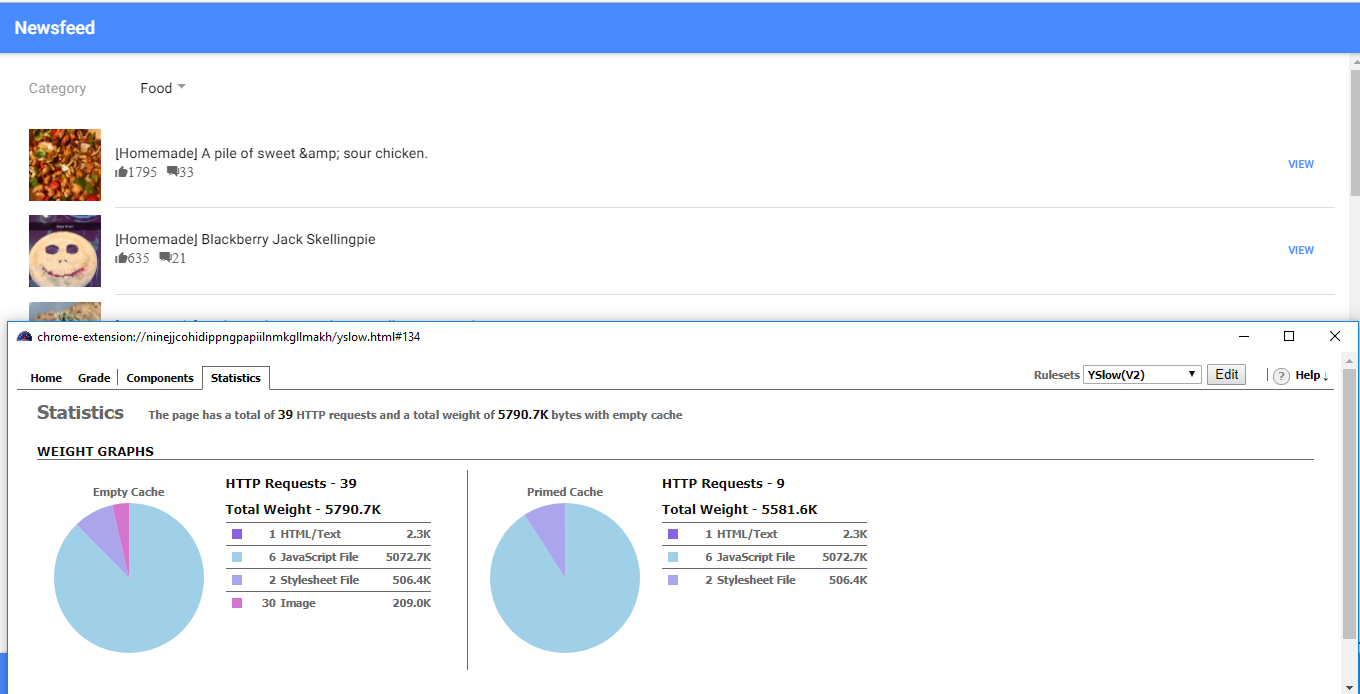 Newsfeed
Category Food
[Homemade] A pile of sweet &amp; sour chicken.
1795 33
VIEW
[Homemade] Blackberry Jack Skellingpie
635 21
VIEW
chrome-extension://ninejjcohidippngpapiilnmkgllmakh/yslow.html#134
Home Grade Components Statistics Rulesets YSlow(V2) Edit ? Help ↓
Statistics The page has a total of 39 HTTP requests and a total weight of 5790.7K bytes with empty cache
WEIGHT GRAPHS
Empty Cache
HTTP Requests - 39
Total Weight - 5790.7K
1 HTML/Text 2.3K
6 JavaScript File 5072.7K
2 Stylesheet File 506.4K
30 Image 209.0K
Primed Cache
HTTP Requests - 9
Total Weight - 5581.6K
1 HTML/Text 2.3K
6 JavaScript File 5072.7K
2 Stylesheet File 506.4K